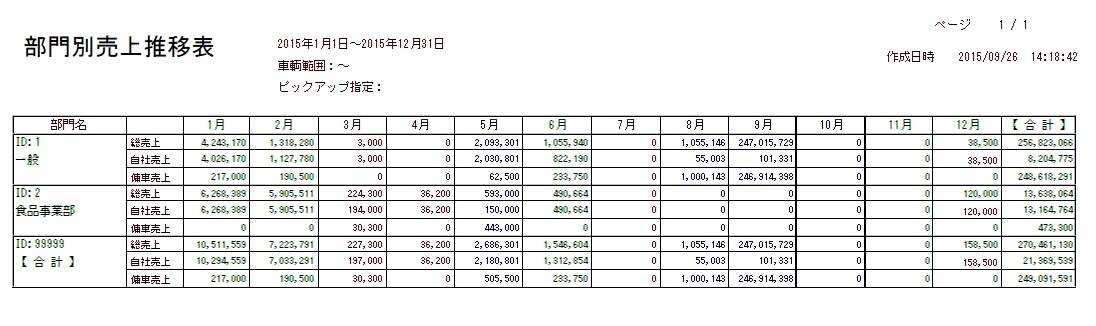 ページ 1 / 1
部門別売上推移表
2015年1月1日～2015年12月31日
作成日時 2015/09/26 14:18:42
車輌範囲：～
ピックアップ指定：
部門名 1月 2月 3月 4月 5月 6月 7月 8月 9月 10月 11月 12月 【合計】
ID:1 総売上 4,243,170 1,318,280 3,000 0 2,093,301 1,055,940 0 1,055,146 247,015,729 0 0 38,500 256,823,066
一般 自社売上 4,026,170 1,127,780 3,000 0 2,030,801 822,190 0 55,003 101,331 0 0 38,500 8,204,775
傭車売上 217,000 190,500 0 0 62,500 233,750 0 1,000,143 246,914,398 0 0 0 248,618,291
ID:2 総売上 6,268,389 5,905,511 224,300 36,200 593,000 490,664 0 0 0 0 0 120,000 13,638,064
食品事業部 自社売上 6,268,389 5,905,511 194,000 36,200 150,000 490,664 0 0 0 0 0 120,000 13,164,764
傭車売上 0 0 30,300 0 443,000 0 0 0 0 0 0 0 473,300
ID:99999 総売上 10,511,559 7,223,791 227,300 36,200 2,686,301 1,546,604 0 1,055,146 247,015,729 0 0 158,500 270,461,130
【合計】 自社売上 10,294,559 7,033,291 197,000 36,200 2,180,801 1,312,854 0 55,003 101,331 0 0 158,500 21,369,539
傭車売上 217,000 190,500 30,300 0 505,500 233,750 0 1,000,143 246,914,398 0 0 0 249,091,591